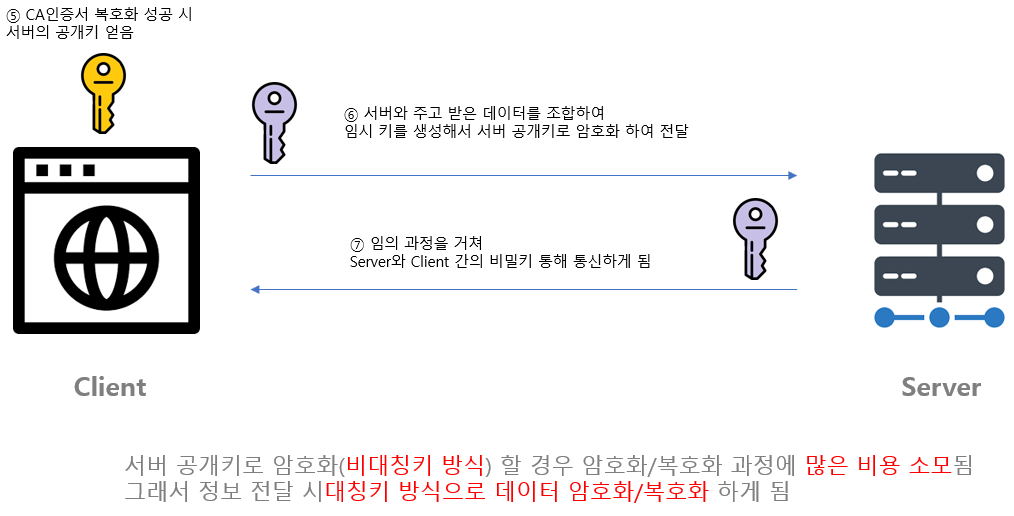 ⑤ CA인증서 복호화 성공 시
서버의 공개키 얻음
⑥ 서버와 주고 받은 데이터를 조합하여
임시 키를 생성해서 서버 공개키로 암호화 하여 전달
⑦ 임의 과정을 거쳐
Server와 Client 간의 비밀키 통해 통신하게 됨
Client
Server
서버 공개키로 암호화(비대칭키 방식) 할 경우 암호화/복호화 과정에 많은 비용 소모됨
그래서 정보 전달 시대칭키 방식으로 데이터 암호화/복호화 하게 됨